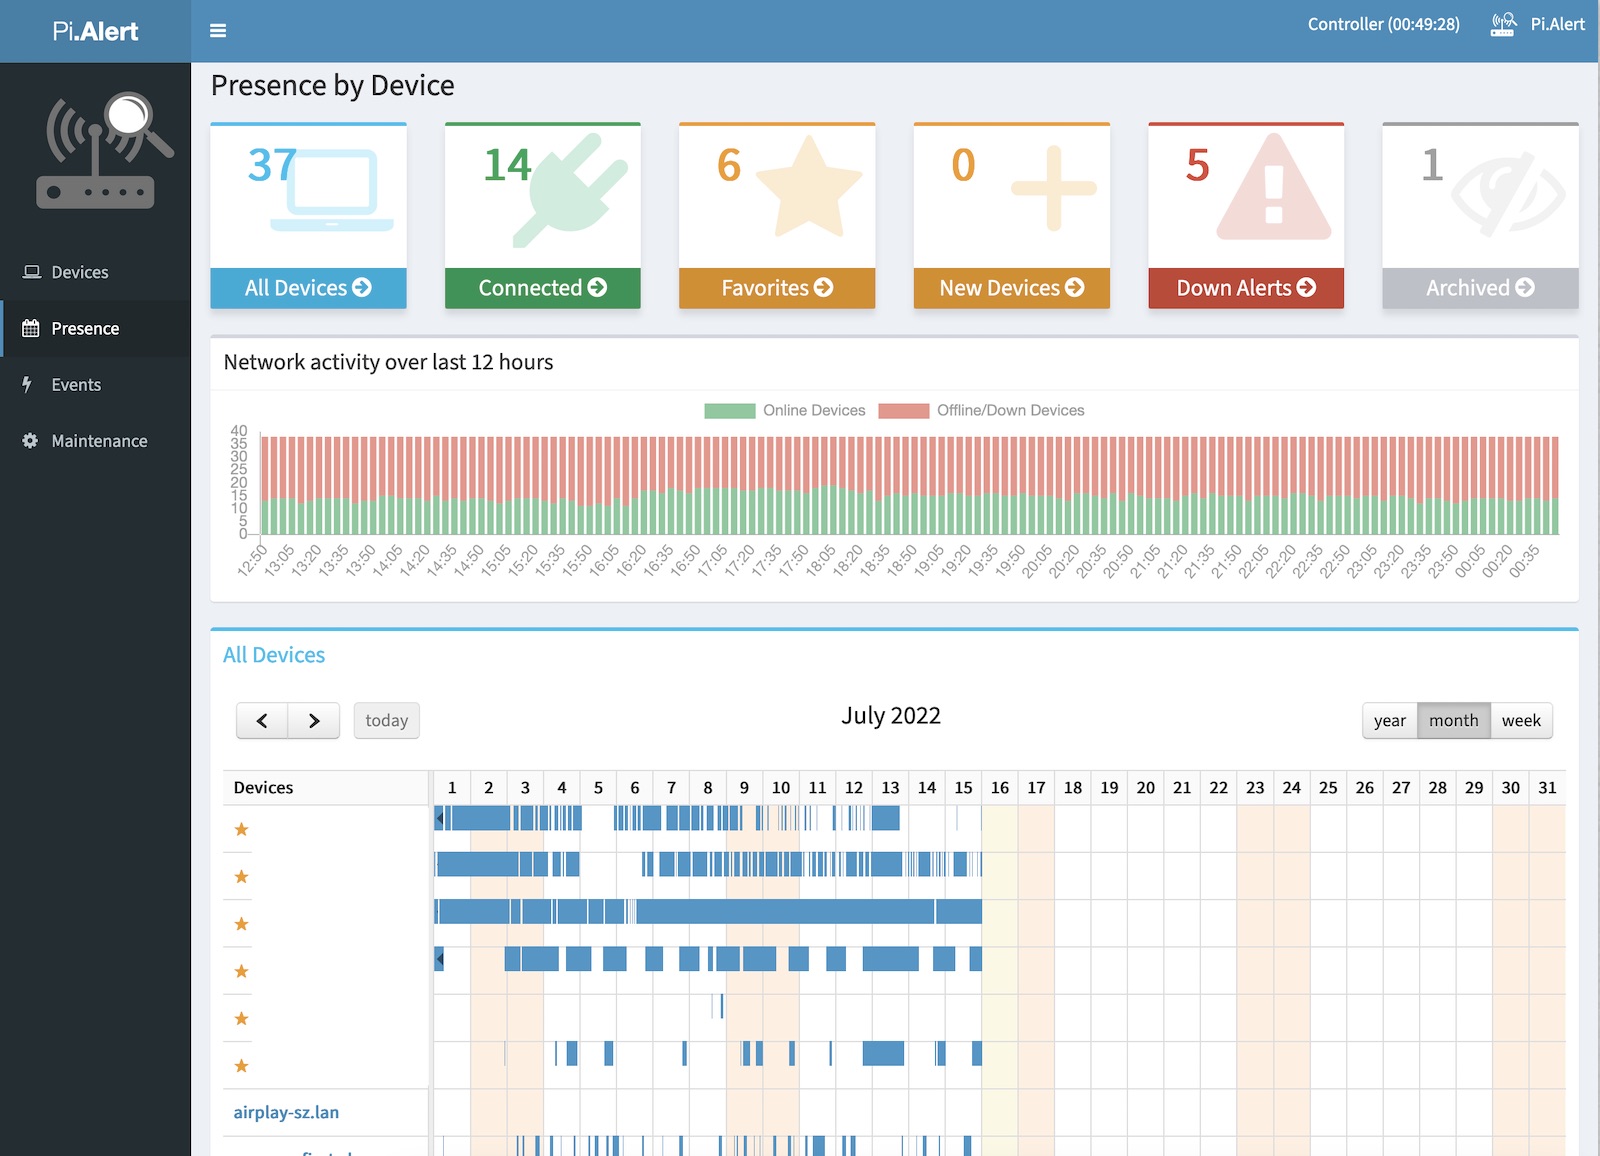 Pi.Alert
Controller (00:49:28)
Pi.Alert
Devices
Presence
Events
Maintenance
Presence by Device
37
All Devices
14
Connected
6
Favorites
0
New Devices
5
Down Alerts
1
Archived
Network activity over last 12 hours
Online Devices
Offline/Down Devices
40
35
30
25
20
15
10
5
0
12:50 13:05 13:20 13:35 13:50 14:05 14:20 14:35 14:50 15:05 15:20 15:35 15:50 16:05 16:20 16:35 16:50 17:05 17:20 17:35 17:50 18:05 18:20 18:35 18:50 19:05 19:20 19:35 19:50 20:05 20:20 20:35 20:50 21:05 21:20 21:35 21:50 22:05 22:20 22:35 22:50 23:05 23:20 23:35 23:50 00:05 00:20 00:35
All Devices
today
July 2022
year month week
Devices 1 2 3 4 5 6 7 8 9 10 11 12 13 14 15 16 17 18 19 20 21 22 23 24 25 26 27 28 29 30 31
airplay-sz.lan